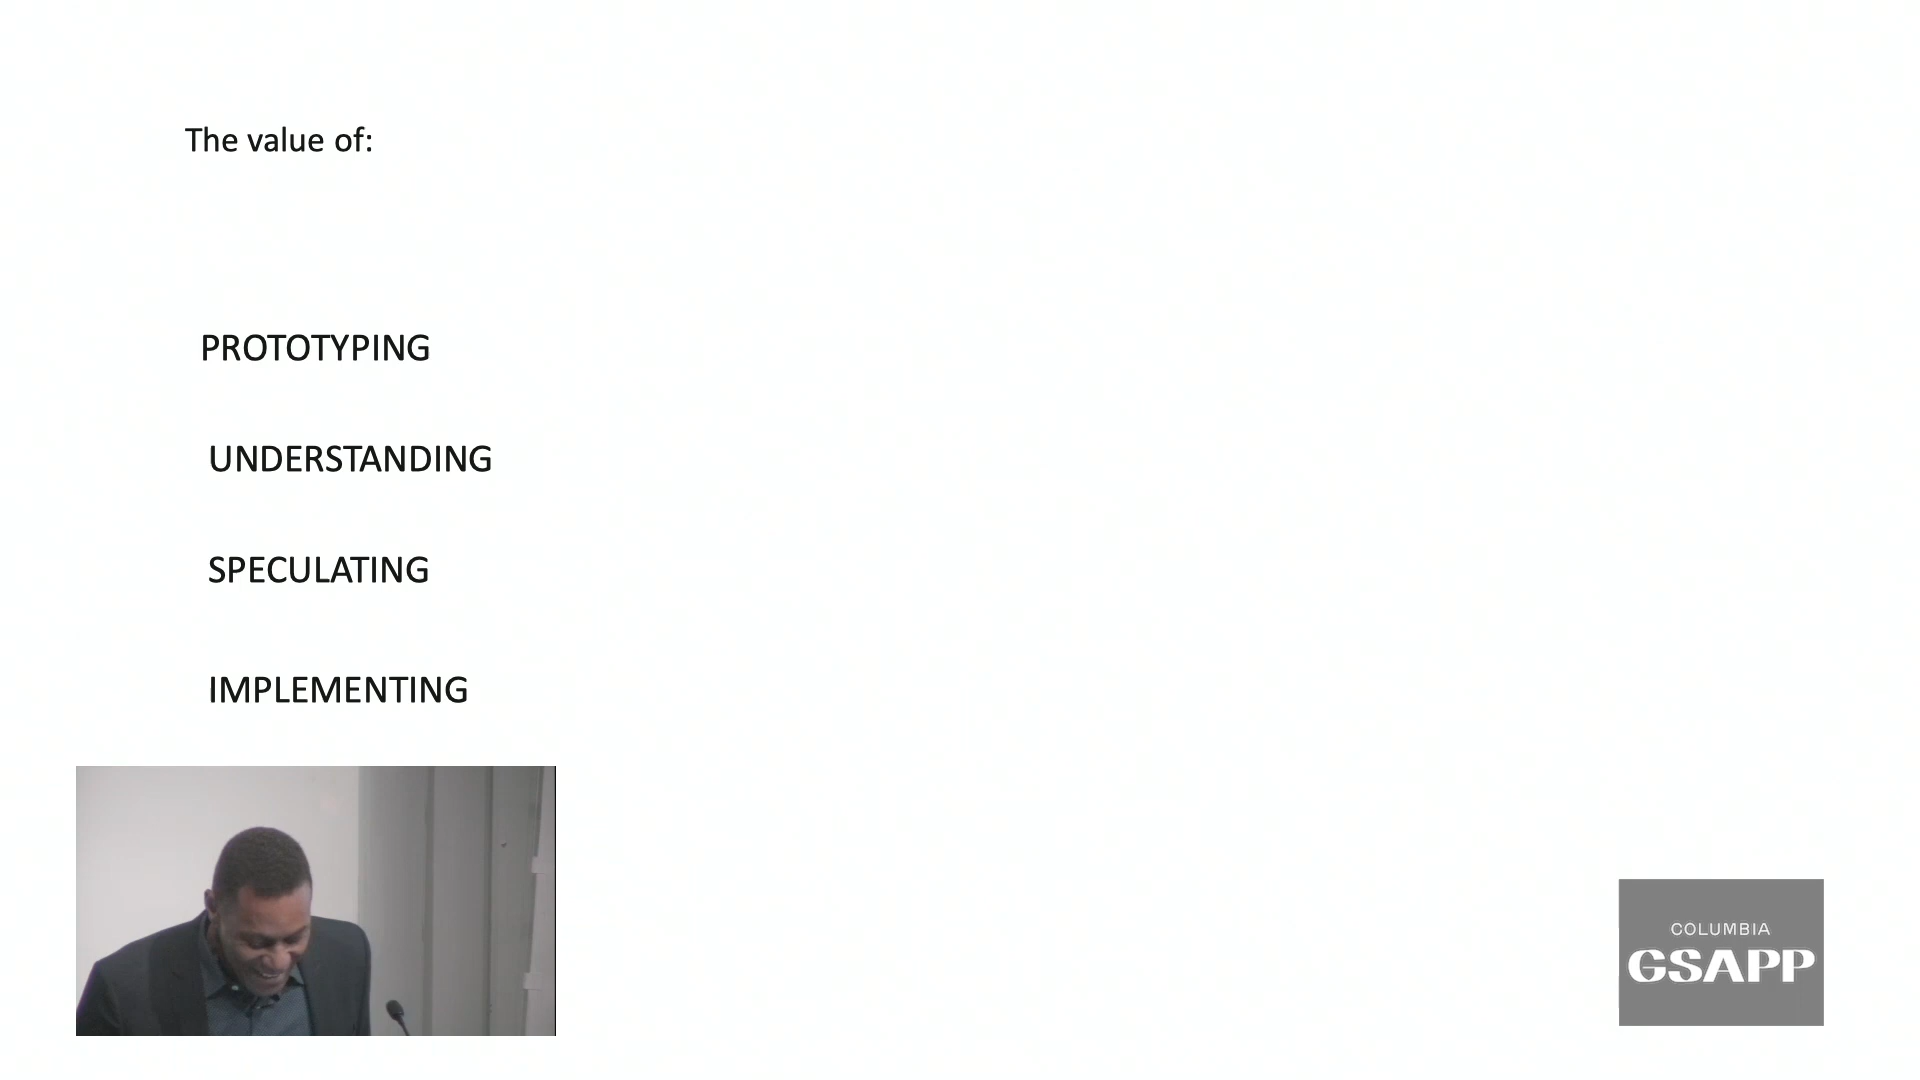 The value of:
PROTOTYPING
UNDERSTANDING
SPECULATING
IMPLEMENTING
COLUMBIA
GSAPP